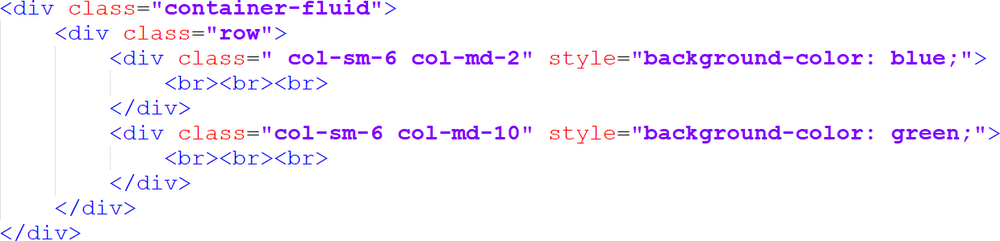 <div class="container-fluid">
    <div class="row">
        <div class=" col-sm-6 col-md-2" style="background-color: blue;">
            <br><br><br>
        </div>
        <div class="col-sm-6 col-md-10" style="background-color: green;">
            <br><br><br>
        </div>
    </div>
</div>